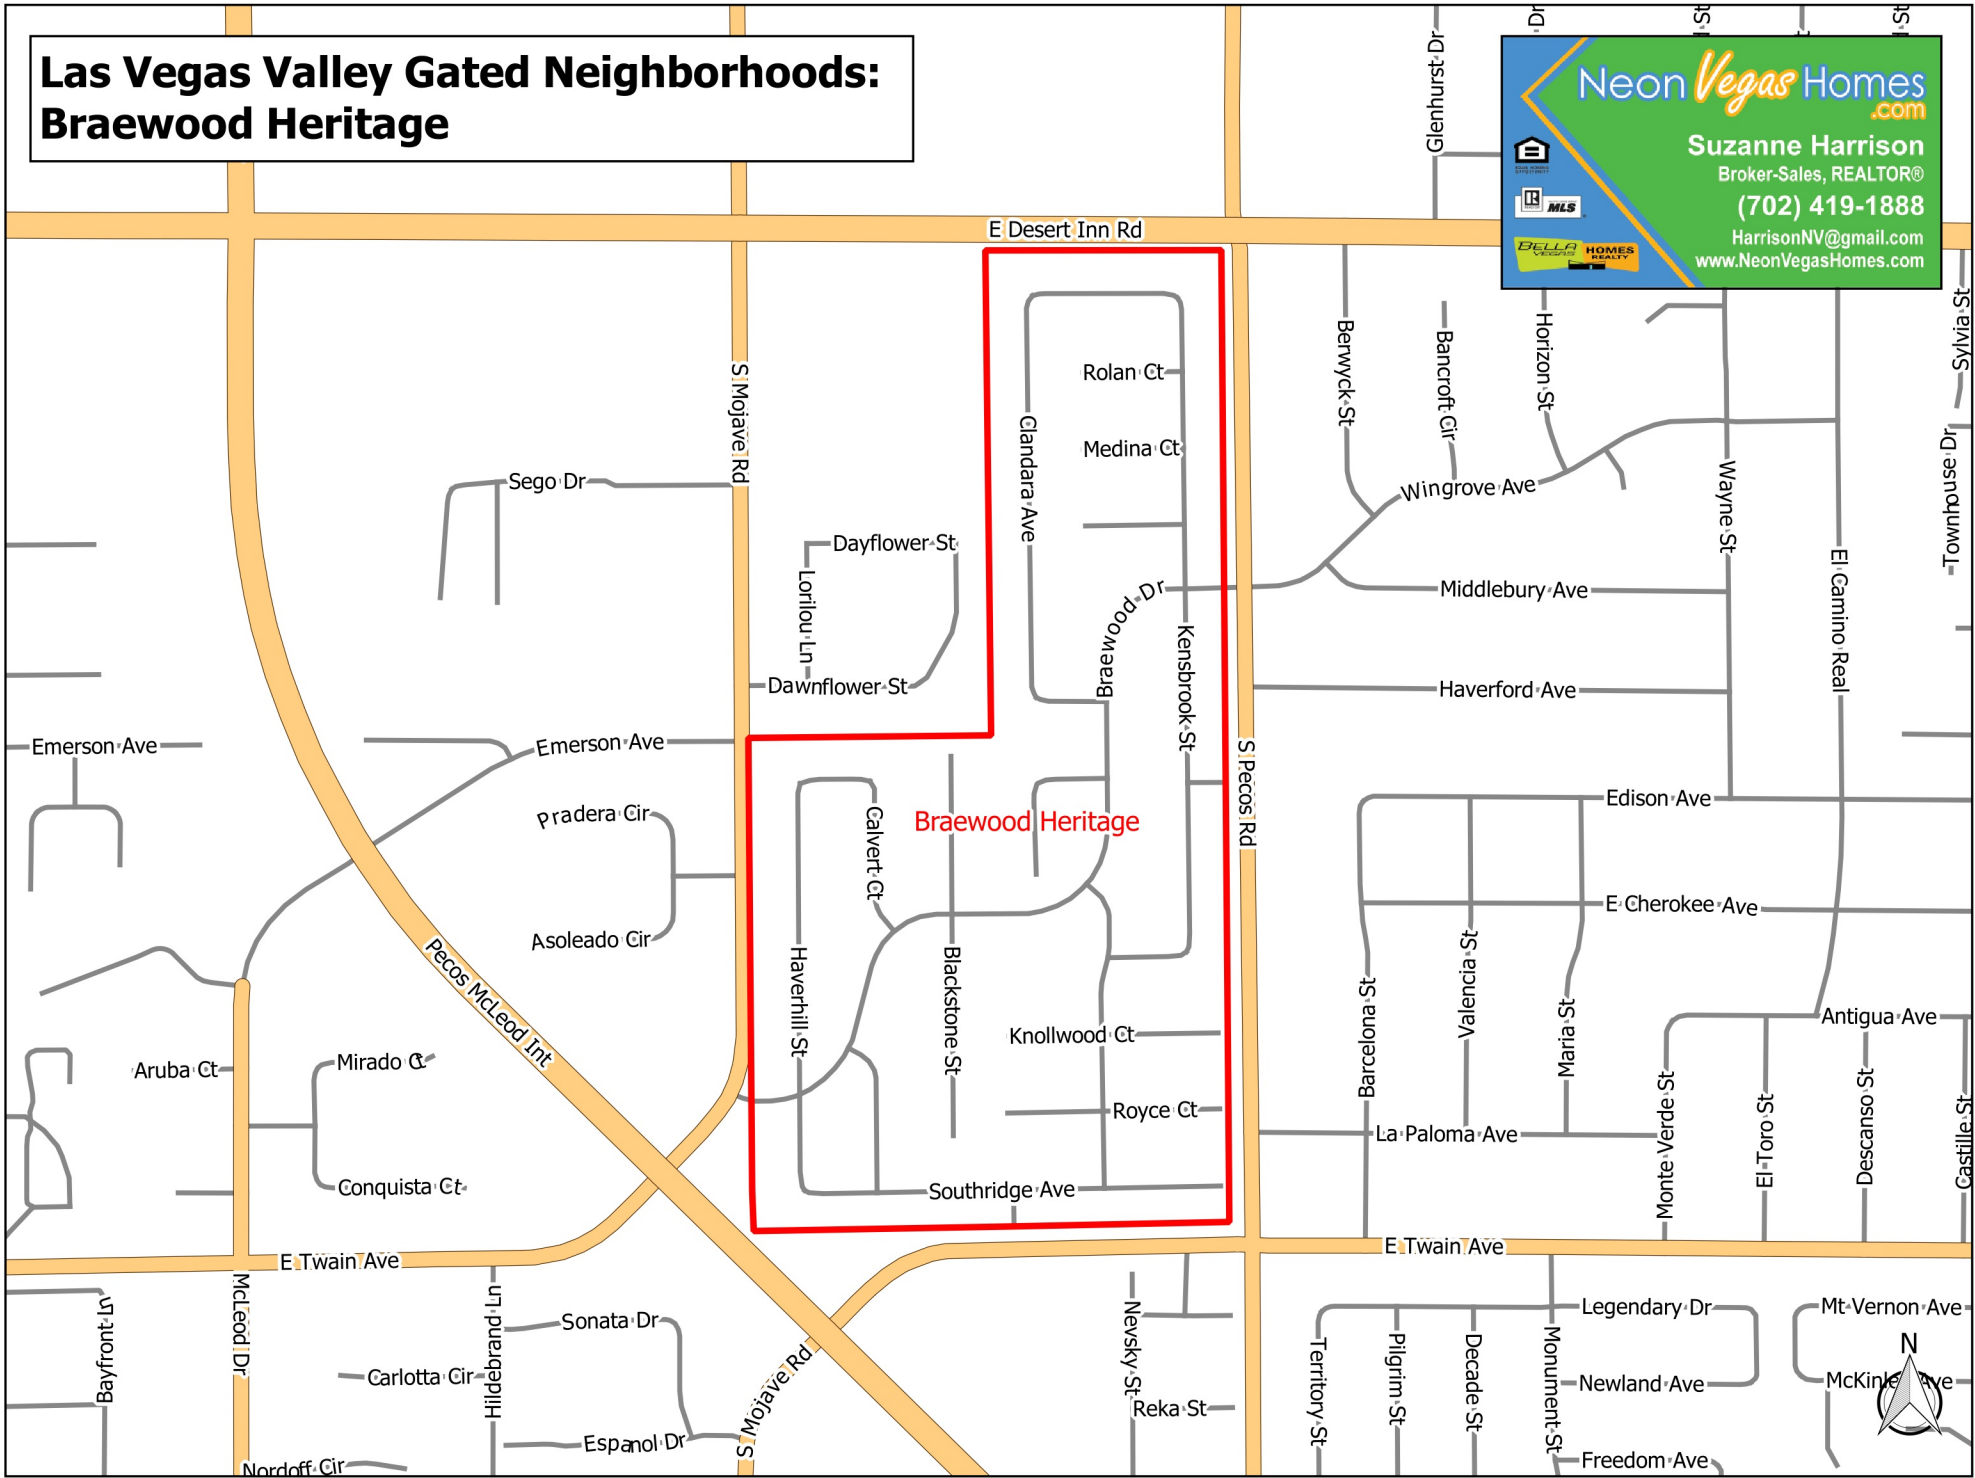 Las Vegas Valley Gated Neighborhoods:
Braewood Heritage
Glenhurst Dr
Dr
St
St
Neon Vegas Homes
.com
Suzanne Harrison
Broker-Sales, REALTOR®
(702) 419-1888
HarrisonNV@gmail.com
www.NeonVegasHomes.com
MLS
BELLA
VEGAS
HOMES
REALTY
E Desert Inn Rd
S Mojave Rd
Sego Dr
Dayflower St
Lorilou Ln
Dawnflower St
Rolan Ct
Medina Ct
Clandara Ave
Braewood Dr
Kensbrook St
Berwyck St
Bancroft Cir
Horizon St
Wingrove Ave
Wayne St
Sylvia St
Townhouse Dr
El Camino Real
Middlebury Ave
Haverford Ave
Emerson Ave
Emerson Ave
Pradera Cir
Asoleado Cir
Calvert Ct
Braewood Heritage
S Pecos Rd
Edison Ave
E Cherokee Ave
Pecos McLeod Int
Haverhill St
Blackstone St
Knollwood Ct
Royce Ct
Southridge Ave
Barcelona St
Valencia St
Maria St
Antigua Ave
La Paloma Ave
Monte Verde St
El Toro St
Descanso St
Castille St
Aruba Ct
Mirado Ct
Conquista Ct
E Twain Ave
E Twain Ave
McLeod Dr
Bayfront Ln
Hildebrand Ln
Sonata Dr
Carlotta Cir
Espanol Dr
Nordoff Cir
S Mojave Rd
Nevsky St
Reka St
Territory St
Pilgrim St
Decade St
Monument St
Legendary Dr
Newland Ave
Freedom Ave
Mt Vernon Ave
N